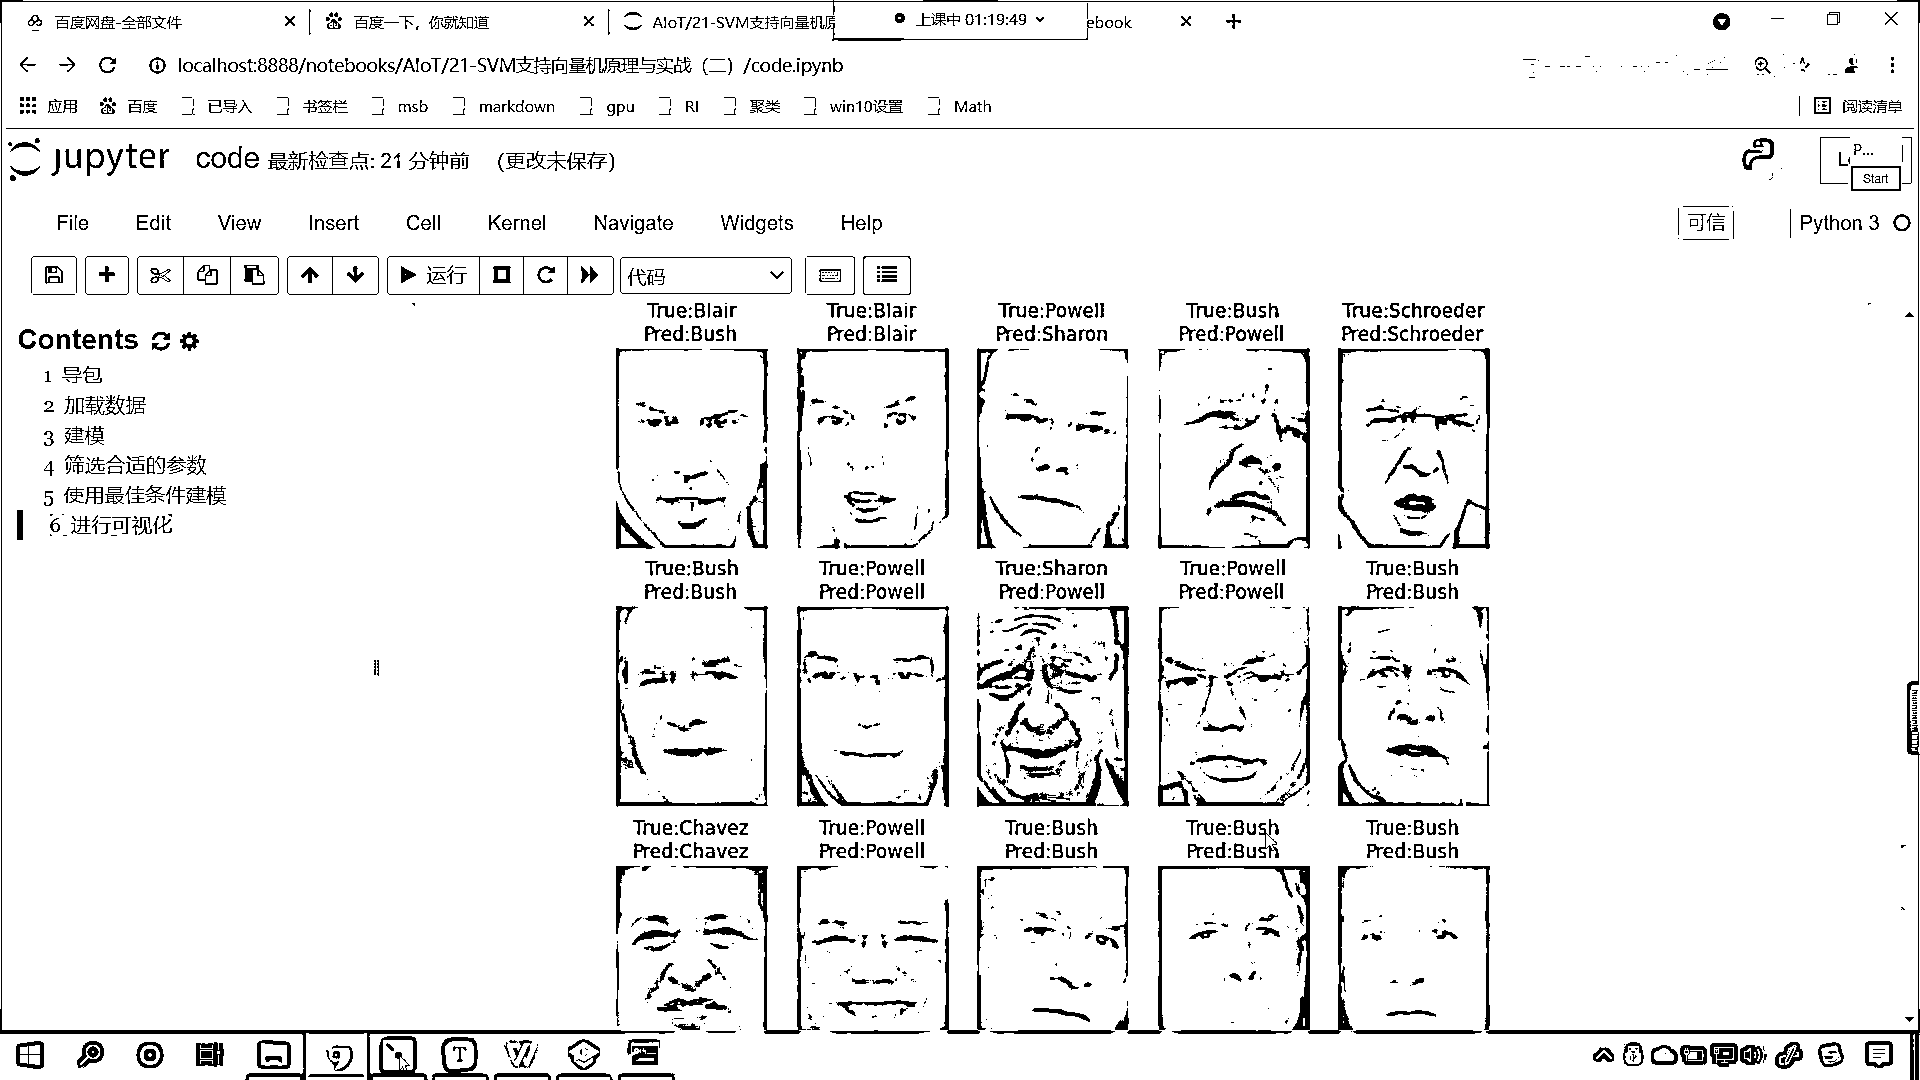 百度网盘-全部文件
百度一下，你就知道
AIoT/21-SVM支持向量机原
上课中 01:19:49
ebook
localhost:8888/notebooks/AIoT/21-SVM支持向量机原理与实战（二）/code.ipynb
应用 百度 已导入 书签栏 msb markdown gpu RI 聚类 win10设置 Math 阅读清单
jupyter code 最新检查点: 21 分钟前 (更改未保存)
P...
Start
File Edit View Insert Cell Kernel Navigate Widgets Help 可信 Python 3
运行 代码
Contents
1 导包
2 加载数据
3 建模
4 筛选合适的参数
5 使用最佳条件建模
6 进行可视化
True:Blair True:Blair True:Powell True:Bush True:Schroeder
Pred:Bush Pred:Blair Pred:Sharon Pred:Powell Pred:Schroeder
True:Bush True:Powell True:Sharon True:Powell True:Bush
Pred:Bush Pred:Powell Pred:Powell Pred:Powell Pred:Bush
True:Chavez True:Powell True:Bush True:Bush True:Bush
Pred:Chavez Pred:Powell Pred:Bush Pred:Bush Pred:Bush